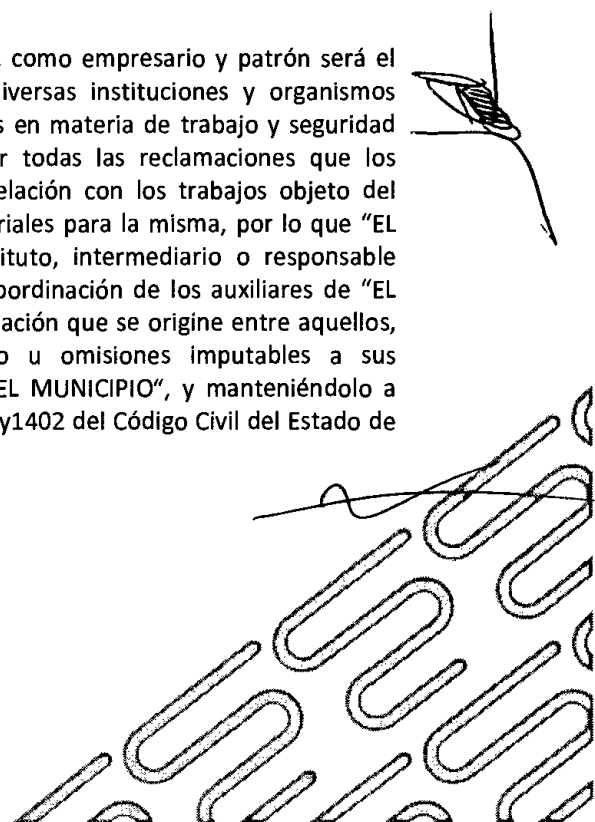 como empresario y patrón será el
iversas instituciones y organismos
s en materia de trabajo y seguridad
r todas las reclamaciones que los
elación con los trabajos objeto del
riales para la misma, por lo que "EL
ituto, intermediario o responsable
bordinación de los auxiliares de "EL
ación que se origine entre aquellos,
o u omisiones imputables a sus
EL MUNICIPIO", y manteniéndolo a
y1402 del Código Civil del Estado de